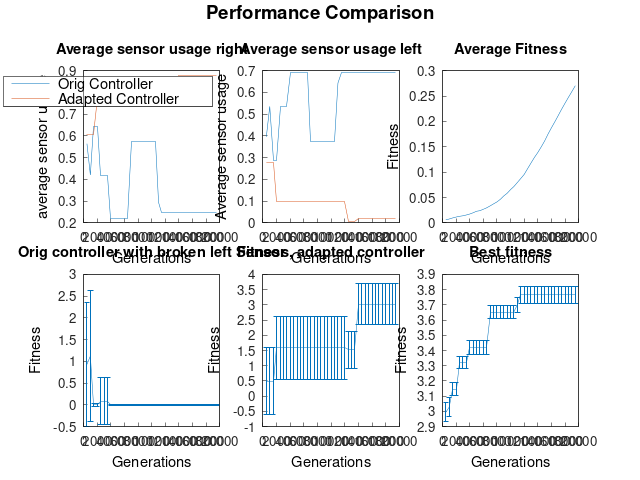 Performance Comparison
Average sensor usage right
Average sensor usage left
Average Fitness
Orig Controller
Adapted Controller
average sensor u
0.9
0.7
0.6
0.5
0.4
0.3
0.2
Generations
Average sensor usage
0.7
0.6
0.5
0.4
0.3
0.2
0.1
0
Generations
Fitness
0.3
0.25
0.2
0.15
0.1
0.05
0
Generations
Orig controller with broken left Sensor
Fitness, adapted controller
Best fitness
Fitness
3
2.5
2
1.5
1
0.5
0
-0.5
Generations
Fitness
4
3.5
3
2.5
2
1.5
1
0.5
0
-0.5
-1
Generations
Fitness
3.9
3.8
3.7
3.6
3.5
3.4
3.3
3.2
3.1
3
2.9
Generations